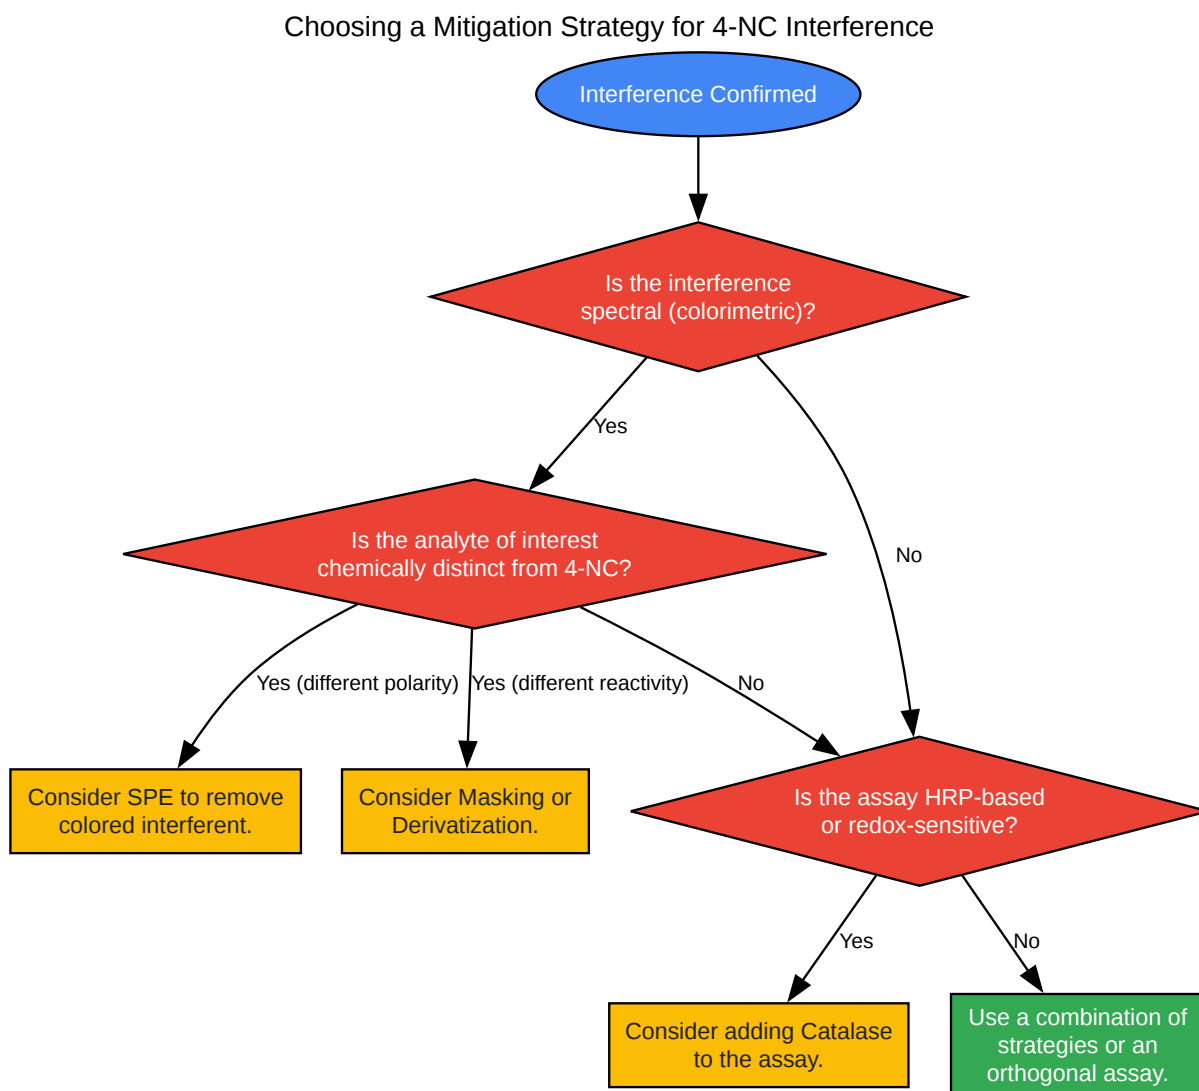 Choosing a Mitigation Strategy for 4-NC Interference
Interference Confirmed
Is the interference
spectral (colorimetric)?
Yes
No
Is the analyte of interest
chemically distinct from 4-NC?
Yes (different polarity)
Yes (different reactivity)
No
Consider SPE to remove
colored interferent.
Consider Masking or
Derivatization.
Is the assay HRP-based
or redox-sensitive?
Yes
No
Consider adding Catalase
to the assay.
Use a combination of
strategies or an
orthogonal assay.